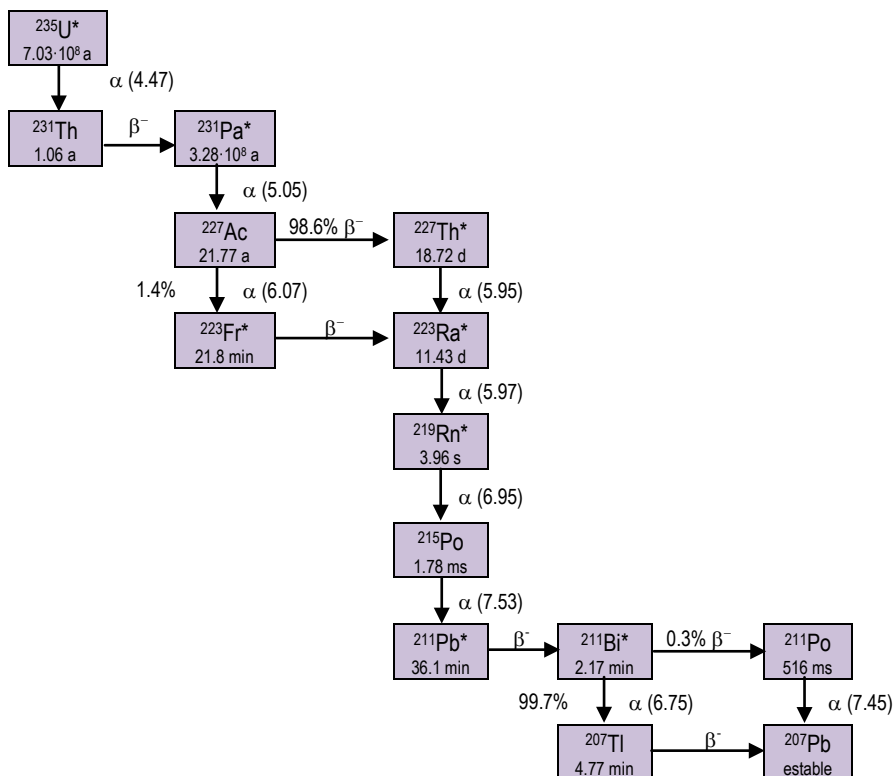 ²³⁵U*
7.03·10⁸ a
α (4.47)
²³¹Th
1.06 a
β⁻
²³¹Pa*
3.28·10⁸ a
α (5.05)
²²⁷Ac
21.77 a
98.6% β⁻
²²⁷Th*
18.72 d
1.4%
α (6.07)
α (5.95)
²²³Fr*
21.8 min
β⁻
²²³Ra*
11.43 d
α (5.97)
²¹⁹Rn*
3.96 s
α (6.95)
²¹⁵Po
1.78 ms
α (7.53)
²¹¹Pb*
36.1 min
β⁻
²¹¹Bi*
2.17 min
0.3% β⁻
²¹¹Po
516 ms
99.7%
α (6.75)
α (7.45)
²⁰⁷Tl
4.77 min
β⁻
²⁰⁷Pb
estable